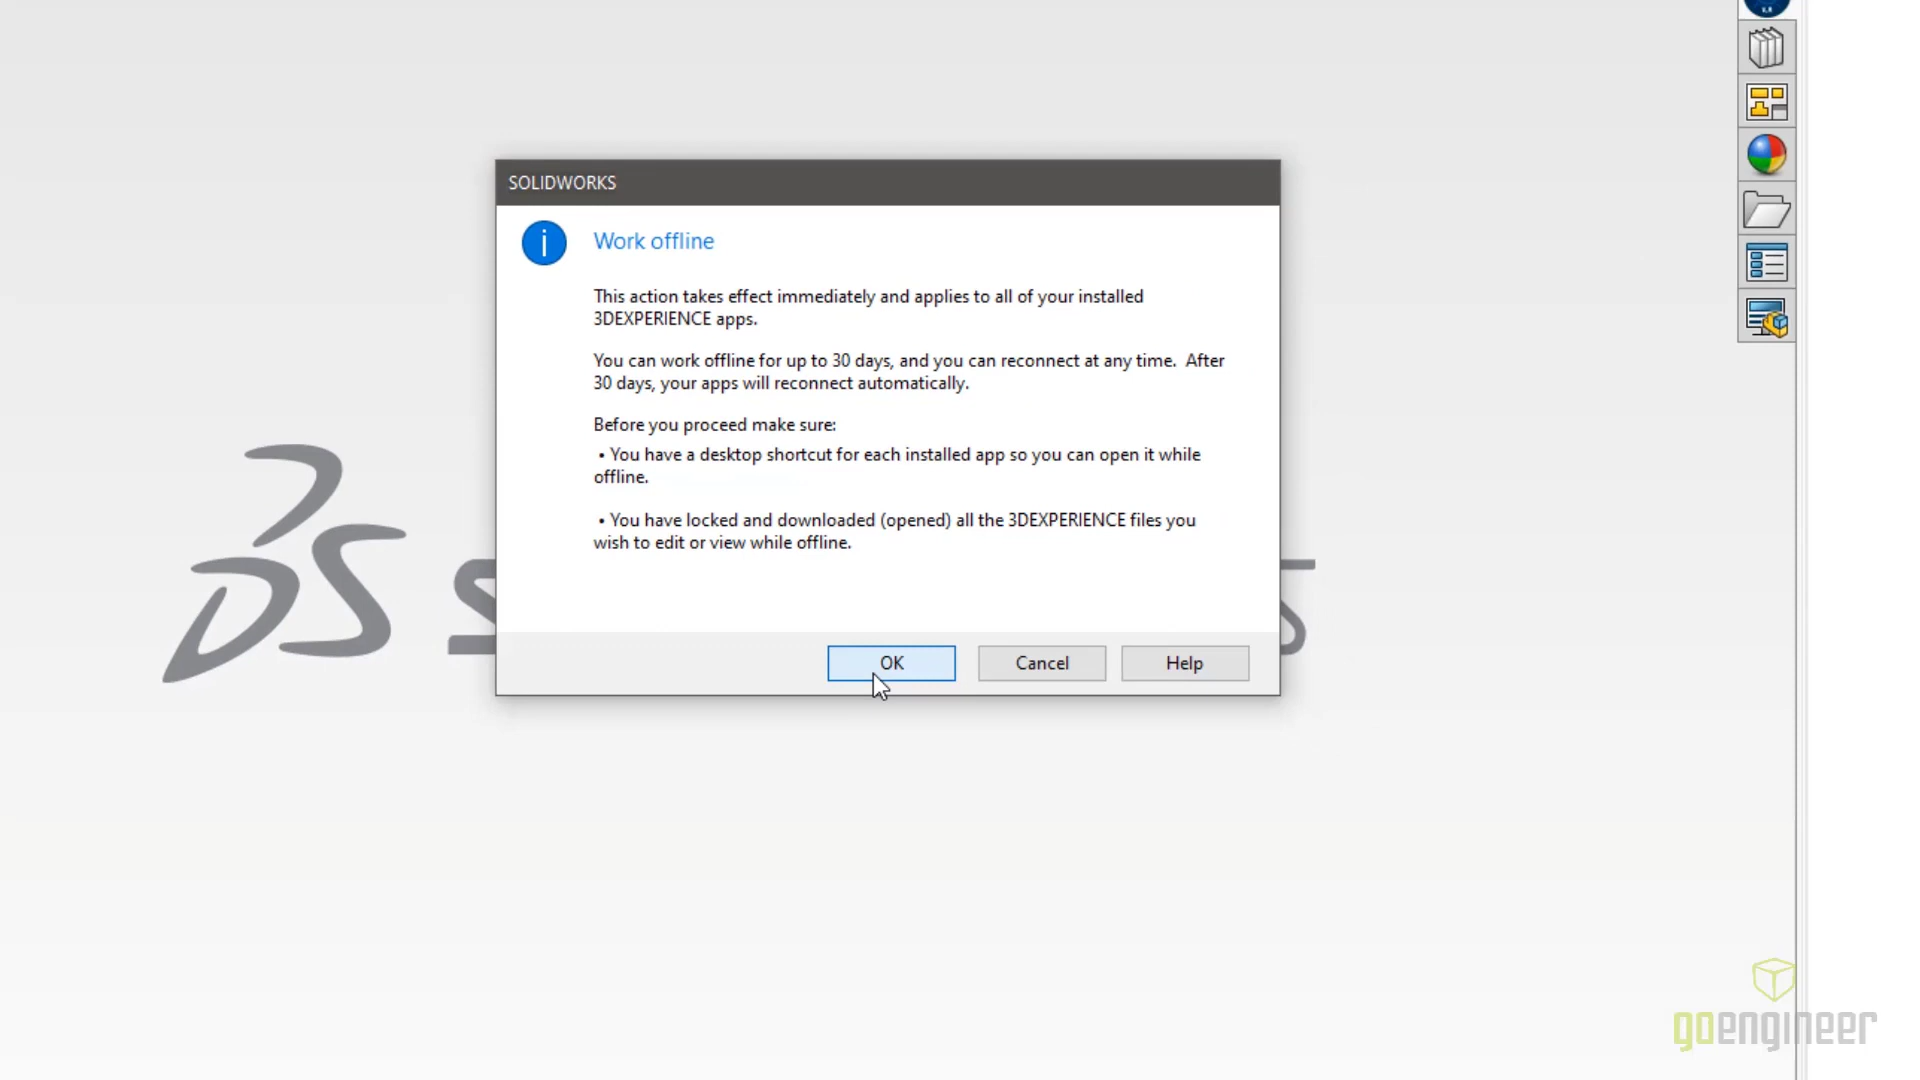 SOLIDWORKS
Work offline
This action takes effect immediately and applies to all of your installed
3DEXPERIENCE apps.
You can work offline for up to 30 days, and you can reconnect at any time.  After
30 days, your apps will reconnect automatically.
Before you proceed make sure:
• You have a desktop shortcut for each installed app so you can open it while
offline.
• You have locked and downloaded (opened) all the 3DEXPERIENCE files you
wish to edit or view while offline.
OK
Cancel
Help
goengineer